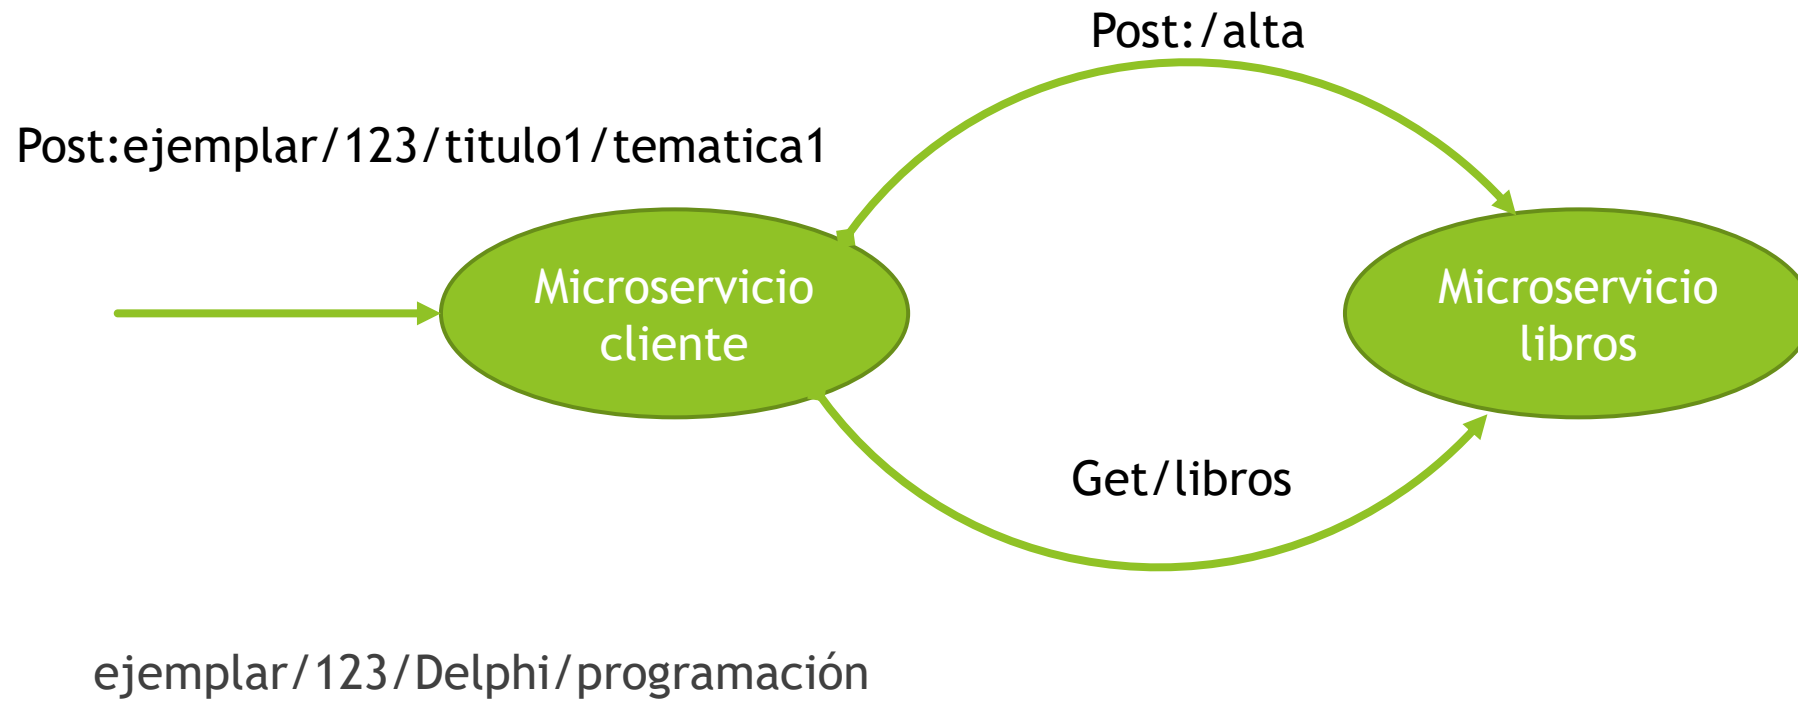 Post:/alta
Post:ejemplar/123/titulo1/tematica1
Microservicio
cliente
Microservicio
libros
Get/libros
ejemplar/123/Delphi/programación